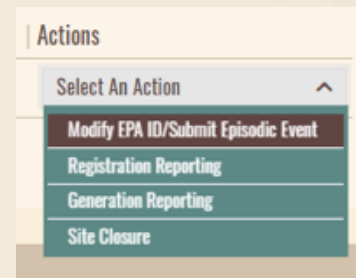 Actions
Select An Action
Modify EPA ID/Submit Episodic Event
Registration Reporting
Generation Reporting
Site Closure